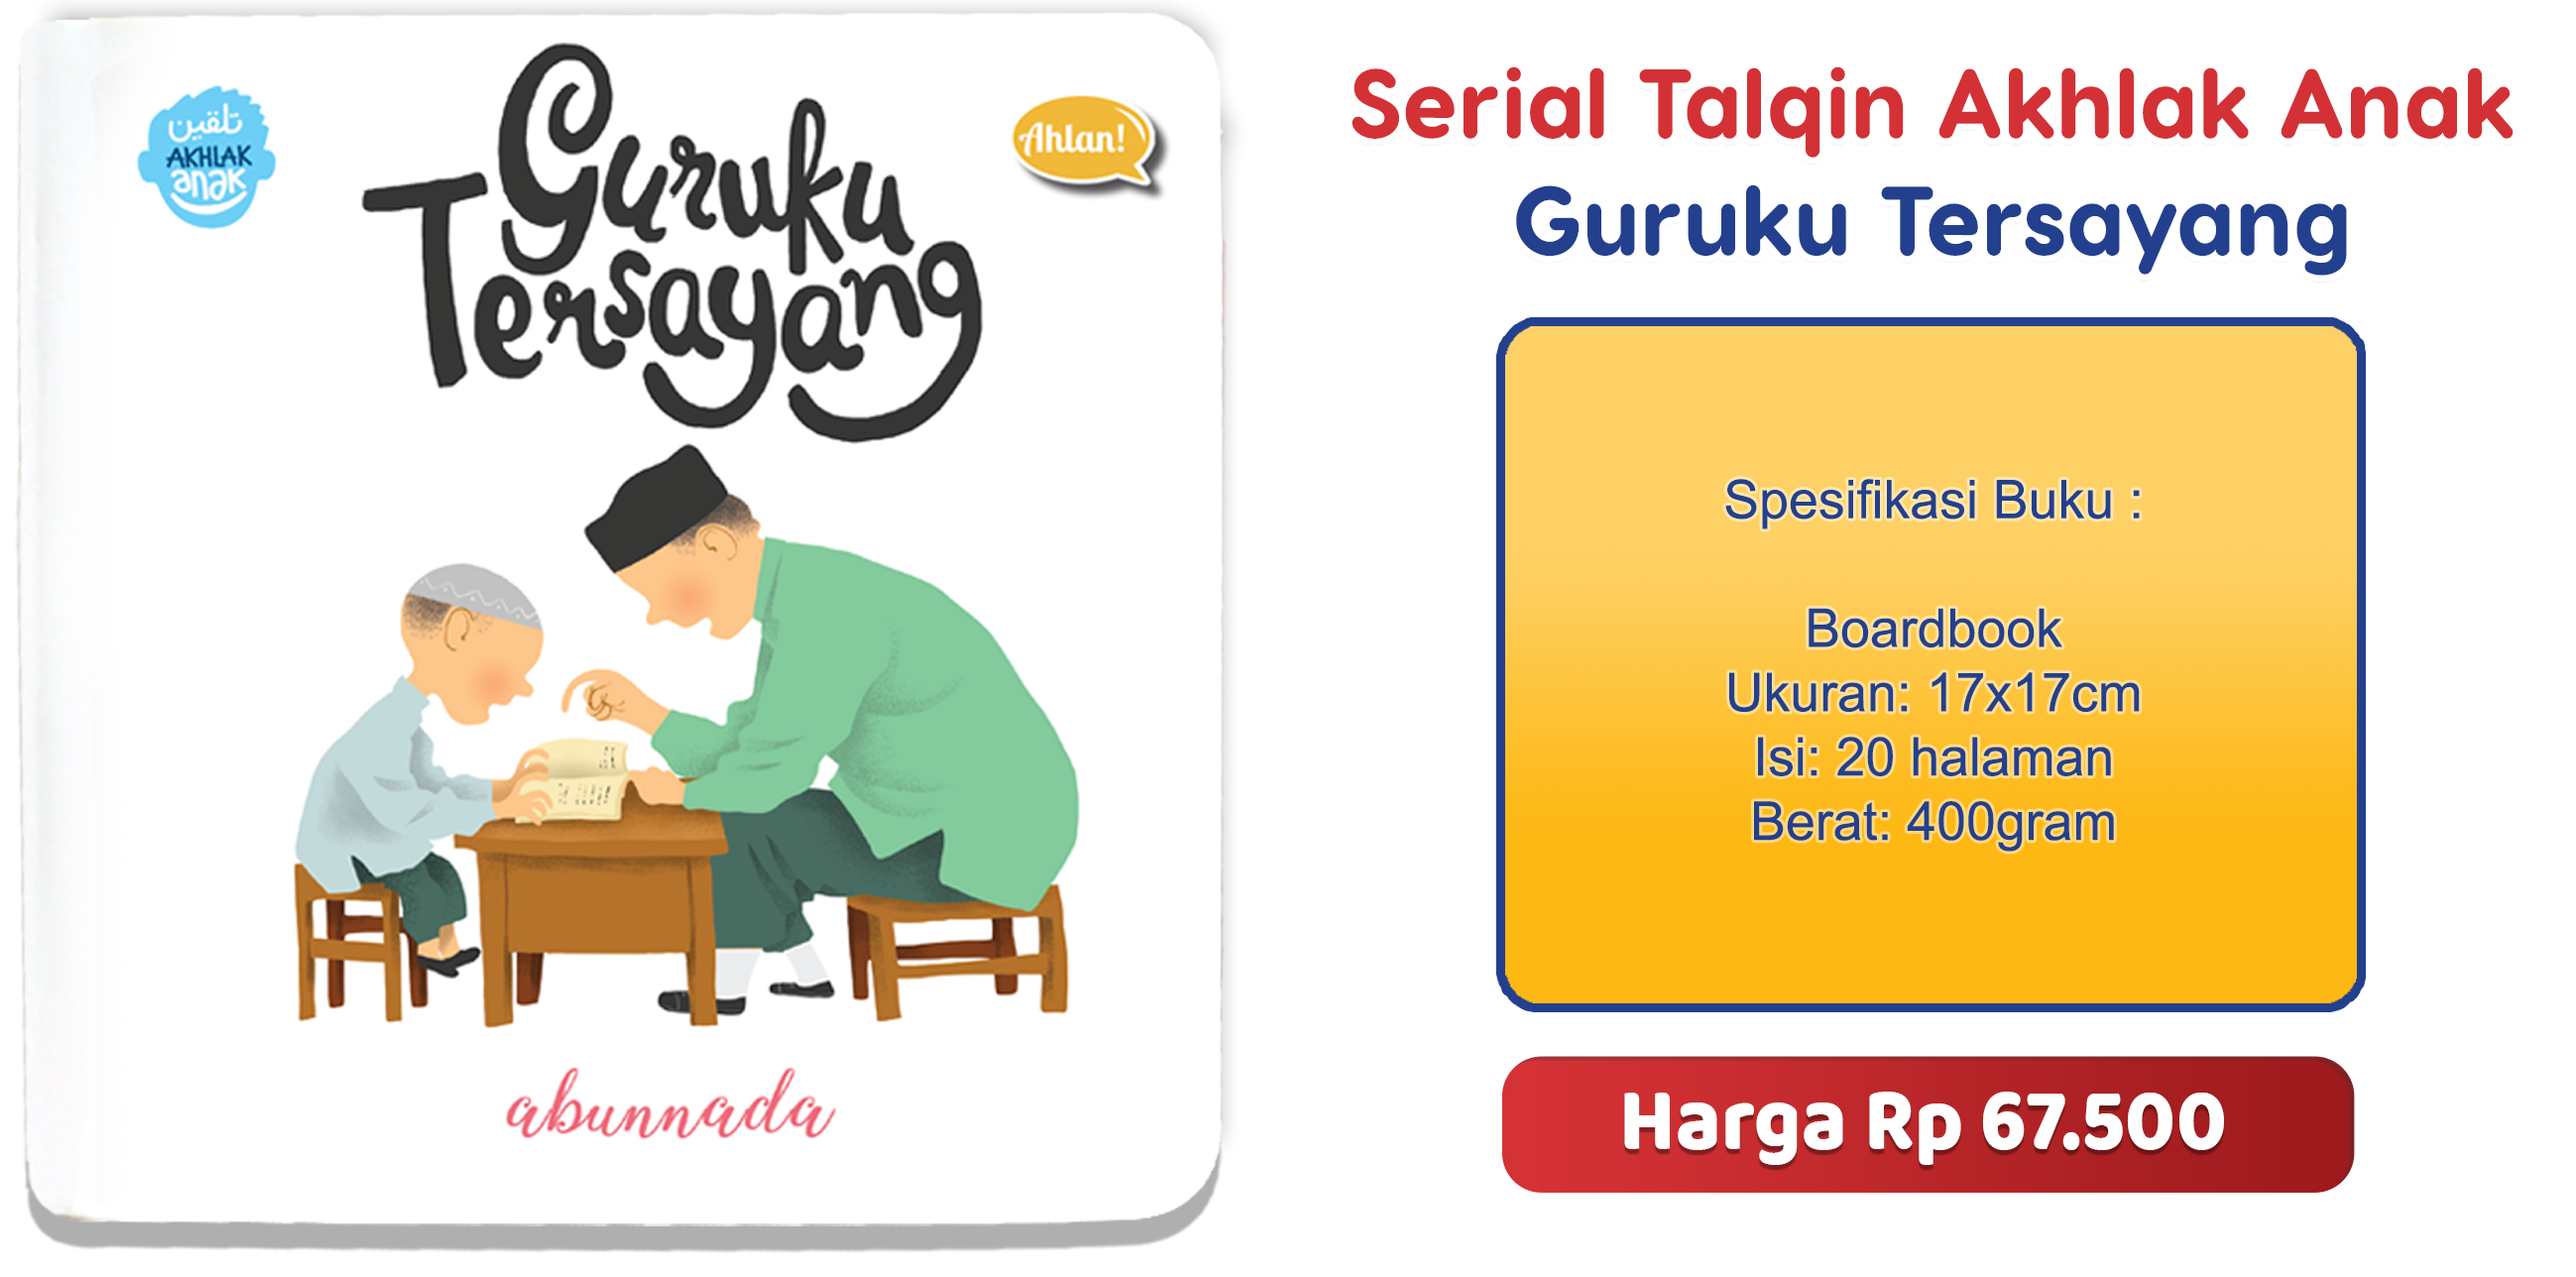 تلقين
AKHLAK
anak
Guruku
Tersayang
Ahlan!
abunnada
Serial Talqin Akhlak Anak
Guruku Tersayang
Spesifikasi Buku :
Boardbook
Ukuran: 17x17cm
Isi: 20 halaman
Berat: 400gram
Harga Rp 67.500